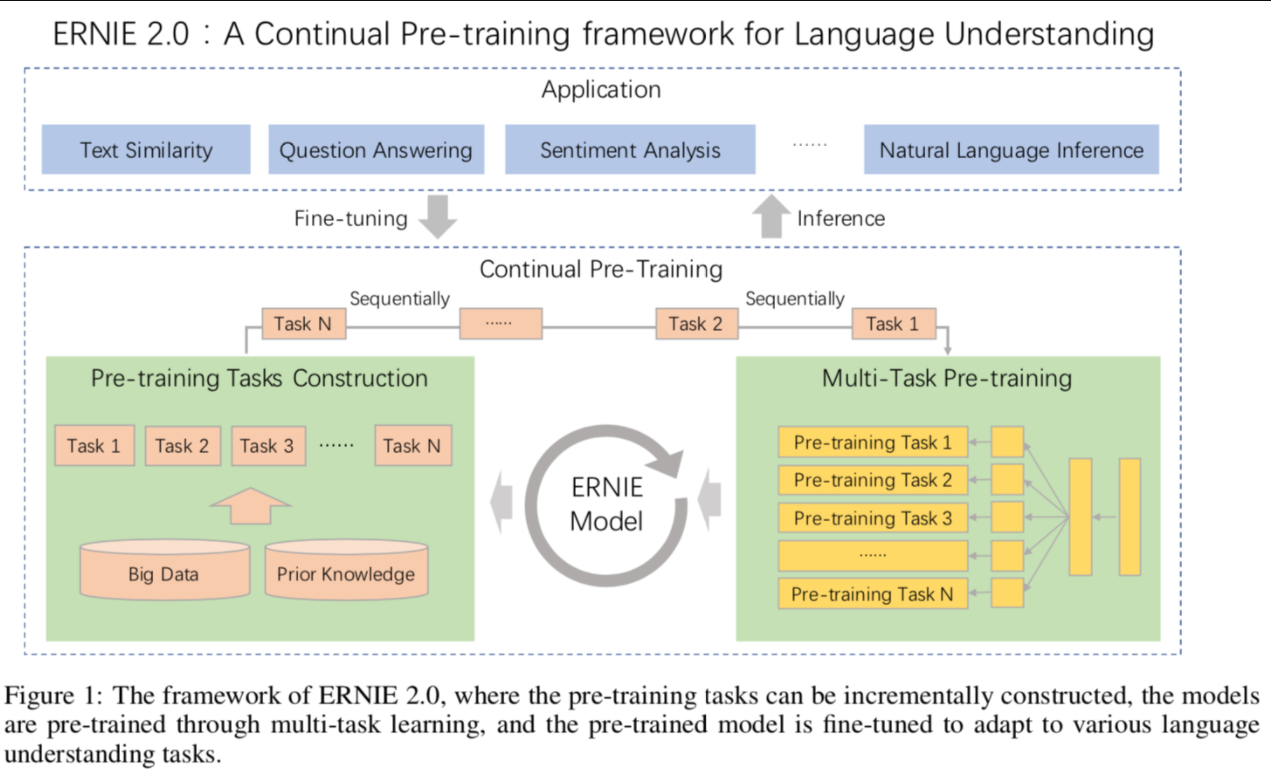 ERNIE 2.0：A Continual Pre-training framework for Language Understanding
Application
Text Similarity
Question Answering
Sentiment Analysis
......
Natural Language Inference
Fine-tuning
Inference
Continual Pre-Training
Sequentially
Sequentially
Task N
......
Task 2
Task 1
Pre-training Tasks Construction
Task 1
Task 2
Task 3
......
Task N
Big Data
Prior Knowledge
ERNIE
Model
Multi-Task Pre-training
Pre-training Task 1
Pre-training Task 2
Pre-training Task 3
......
Pre-training Task N
Figure 1: The framework of ERNIE 2.0, where the pre-training tasks can be incrementally constructed, the models
are pre-trained through multi-task learning, and the pre-trained model is fine-tuned to adapt to various language
understanding tasks.